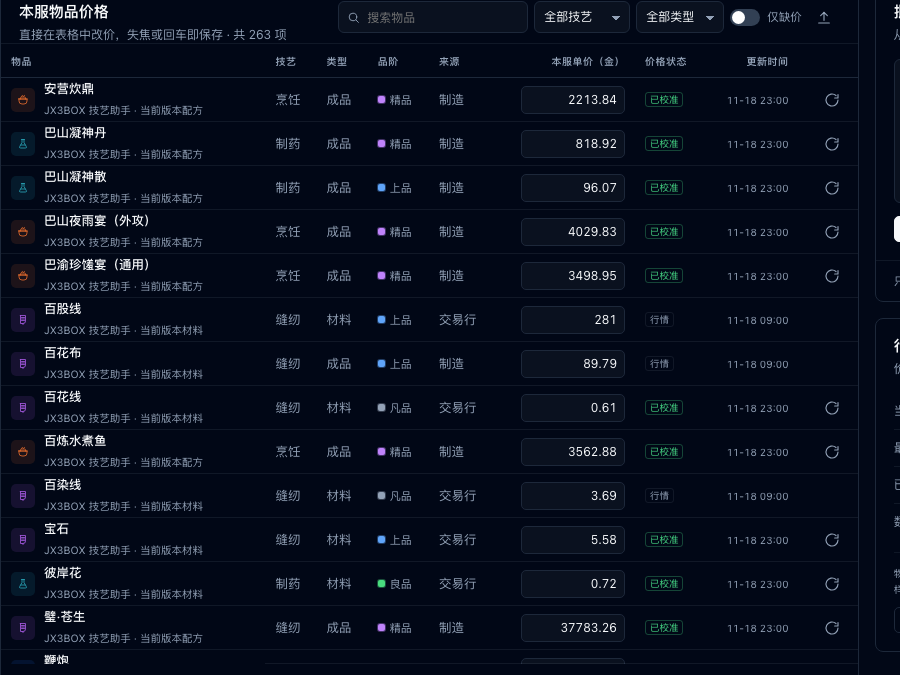 本服物品价格
直接在表格中改价，失焦或回车即保存 · 共 263 项
搜索物品
全部技艺
全部类型
仅缺价
物品 技艺 类型 品阶 来源 本服单价（金） 价格状态 更新时间
安营炊鼎
JX3BOX 技艺助手 · 当前版本配方
烹饪 成品 精品 制造 2213.84 已校准 11-18 23:00
巴山凝神丹
JX3BOX 技艺助手 · 当前版本配方
制药 成品 精品 制造 818.92 已校准 11-18 23:00
巴山凝神散
JX3BOX 技艺助手 · 当前版本配方
制药 成品 上品 制造 96.07 已校准 11-18 23:00
巴山夜雨宴（外攻）
JX3BOX 技艺助手 · 当前版本配方
烹饪 成品 精品 制造 4029.83 已校准 11-18 23:00
巴渝珍馐宴（通用）
JX3BOX 技艺助手 · 当前版本配方
烹饪 成品 精品 制造 3498.95 已校准 11-18 23:00
百股线
JX3BOX 技艺助手 · 当前版本材料
缝纫 材料 上品 交易行 281 行情 11-18 09:00
百花布
JX3BOX 技艺助手 · 当前版本材料
缝纫 成品 上品 制造 89.79 行情 11-18 09:00
百花线
JX3BOX 技艺助手 · 当前版本材料
缝纫 材料 凡品 交易行 0.61 已校准 11-18 23:00
百炼水煮鱼
JX3BOX 技艺助手 · 当前版本配方
烹饪 成品 精品 制造 3562.88 已校准 11-18 23:00
百染线
JX3BOX 技艺助手 · 当前版本材料
缝纫 材料 凡品 交易行 3.69 行情 11-18 09:00
宝石
JX3BOX 技艺助手 · 当前版本材料
缝纫 材料 上品 交易行 5.58 已校准 11-18 23:00
彼岸花
JX3BOX 技艺助手 · 当前版本材料
制药 材料 良品 交易行 0.72 已校准 11-18 23:00
璧·苍生
JX3BOX 技艺助手 · 当前版本配方
缝纫 成品 精品 制造 37783.26 已校准 11-18 23:00
鞭炮